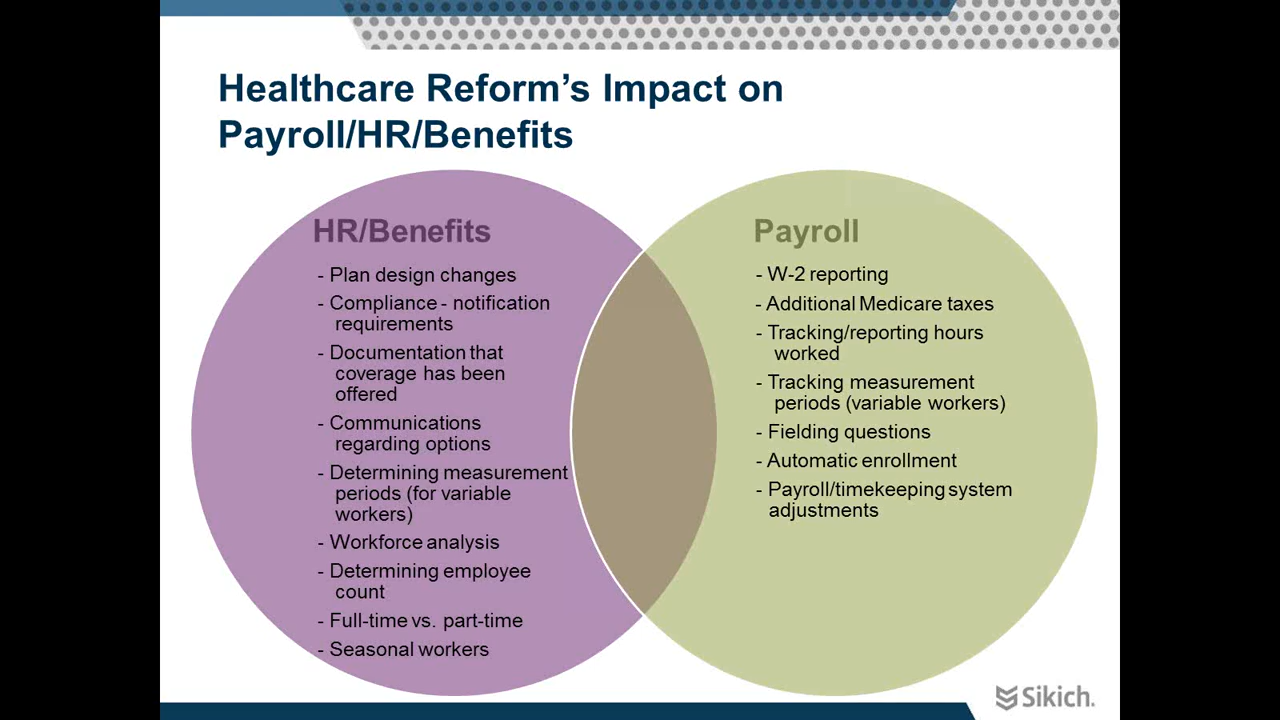 Healthcare Reform’s Impact on
Payroll/HR/Benefits
HR/Benefits
- Plan design changes
- Compliance - notification
requirements
- Documentation that
coverage has been
offered
- Communications
regarding options
- Determining measurement
periods (for variable
workers)
- Workforce analysis
- Determining employee
count
- Full-time vs. part-time
- Seasonal workers
Payroll
- W-2 reporting
- Additional Medicare taxes
- Tracking/reporting hours
worked
- Tracking measurement
periods (variable workers)
- Fielding questions
- Automatic enrollment
- Payroll/timekeeping system
adjustments
Sikich.